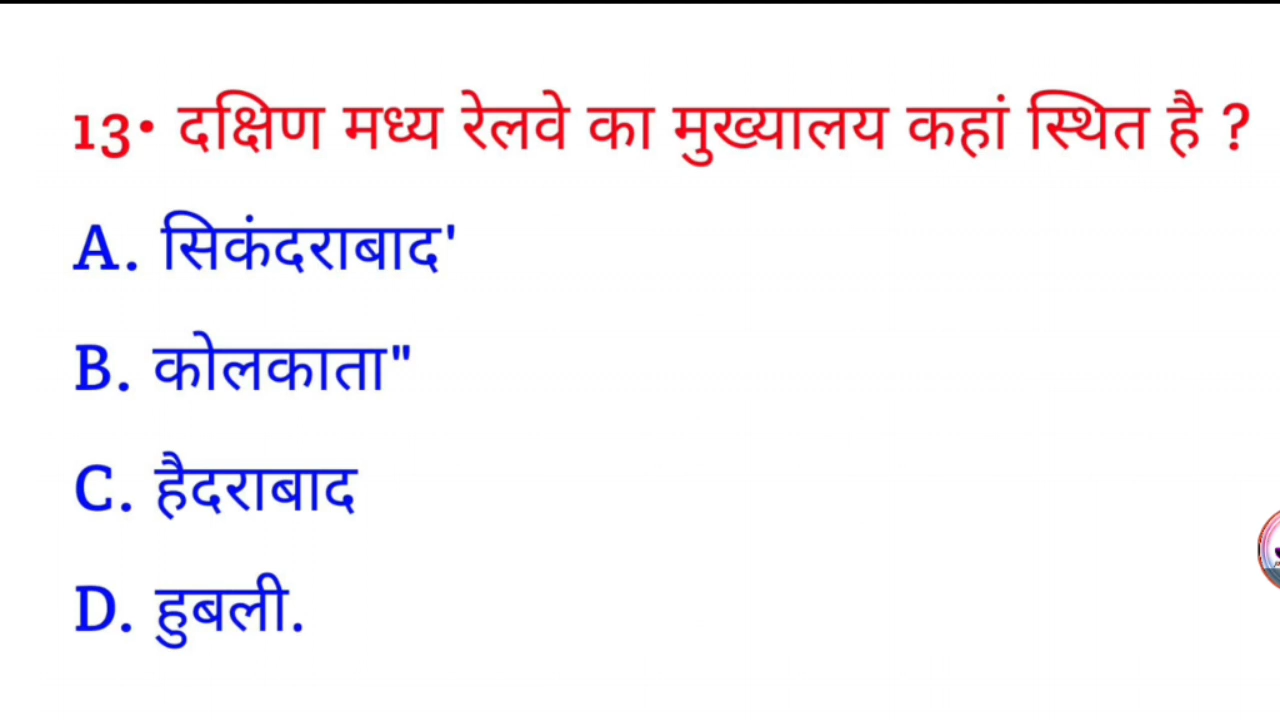 13• दक्षिण मध्य रेलवे का मुख्यालय कहां स्थित है ?
A. सिकंदराबाद'
B. कोलकाता"
C. हैदराबाद
D. हुबली.